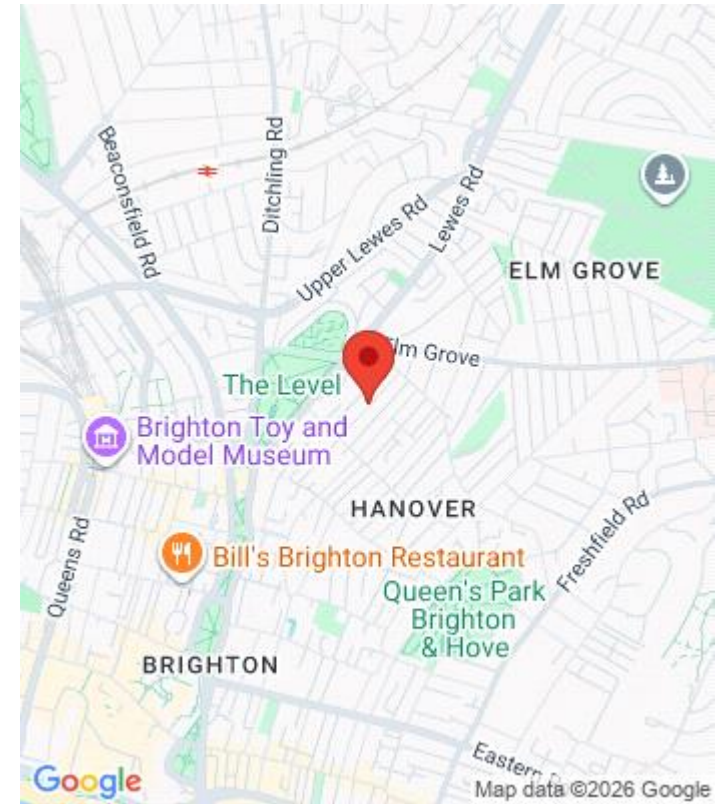 Beaconsfield Rd
Ditchling Rd
Upper Lewes Rd
Lewes Rd
ELM GROVE
Elm Grove
The Level
Brighton Toy and
Model Museum
HANOVER
Queens Rd
Bill's Brighton Restaurant
Freshfield Rd
Queen's Park
Brighton
& Hove
BRIGHTON
Eastern
Google
Map data ©2026 Google